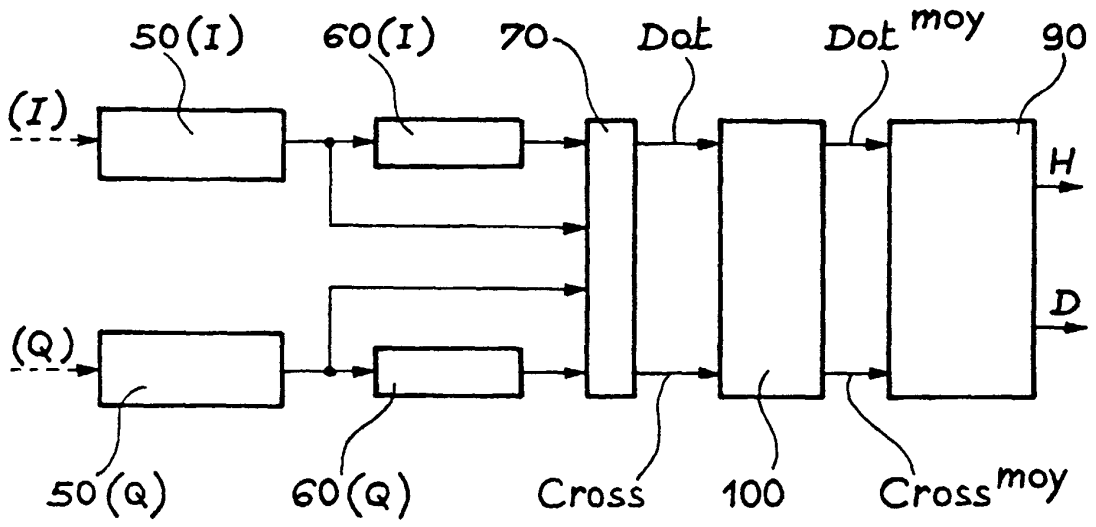 50(I) 60(I) 70 Dot Dot moy 90
(I)
H
D
(Q)
50(Q) 60(Q) Cross 100 Cross moy